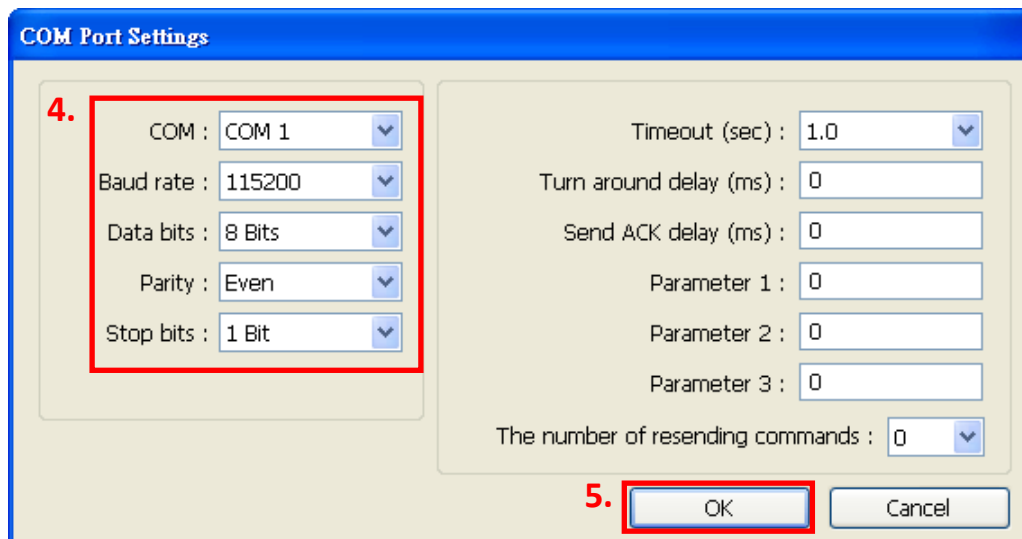 COM Port Settings
4.
COM : COM 1
Baud rate : 115200
Data bits : 8 Bits
Parity : Even
Stop bits : 1 Bit
Timeout (sec) : 1.0
Turn around delay (ms) : 0
Send ACK delay (ms) : 0
Parameter 1 : 0
Parameter 2 : 0
Parameter 3 : 0
The number of resending commands : 0
5.
OK
Cancel